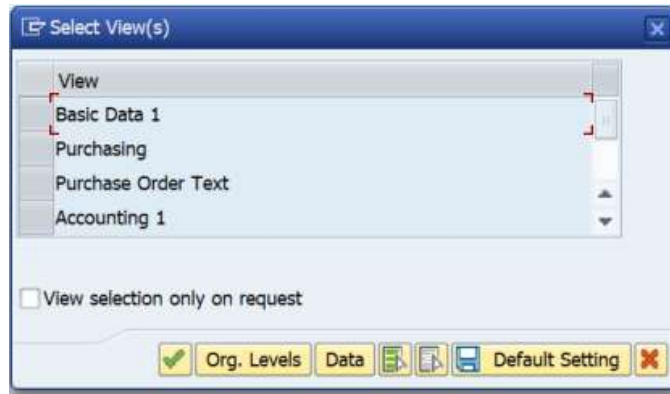 Select View(s)
View
Basic Data 1
Purchasing
Purchase Order Text
Accounting 1
View selection only on request
Org. Levels Data Default Setting